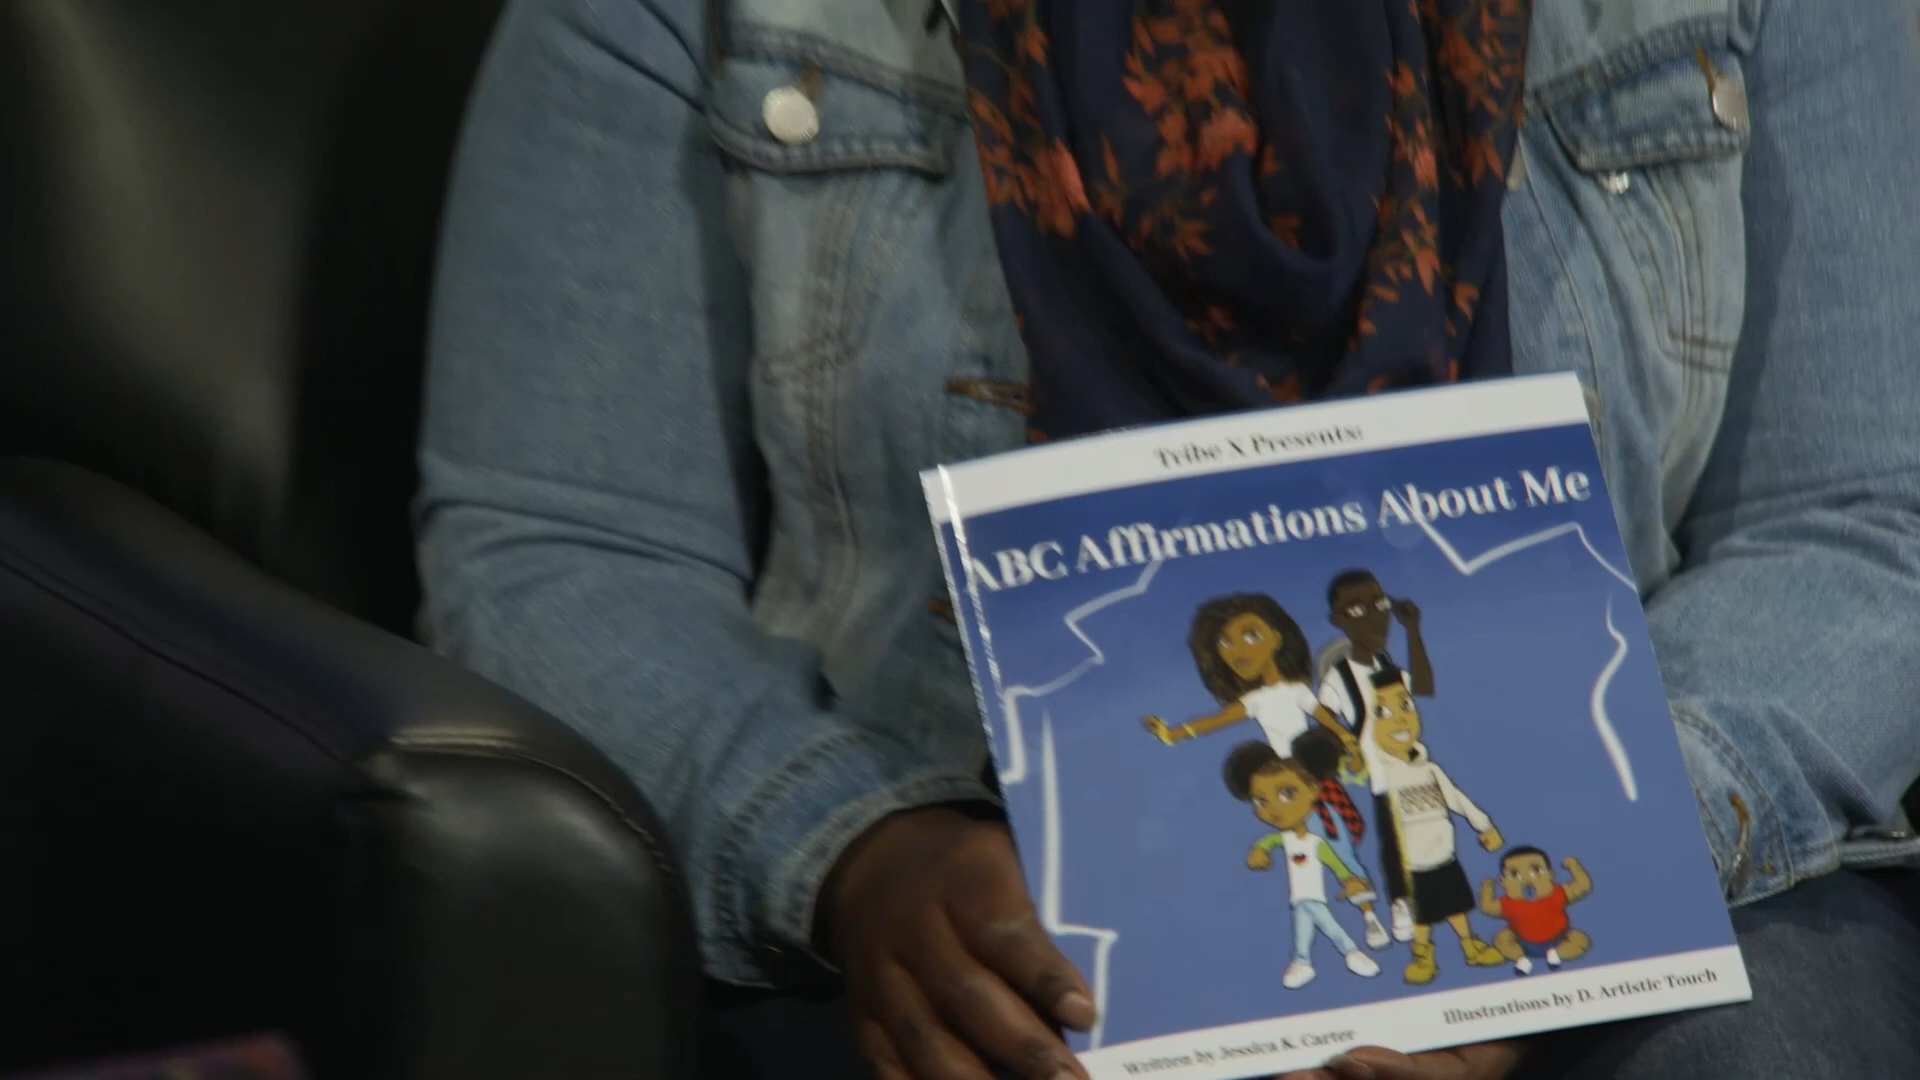 Tribe X Presents:
ABC Affirmations About Me
Written by Jessica K. Carter
Illustrations by D. Artistic Touch